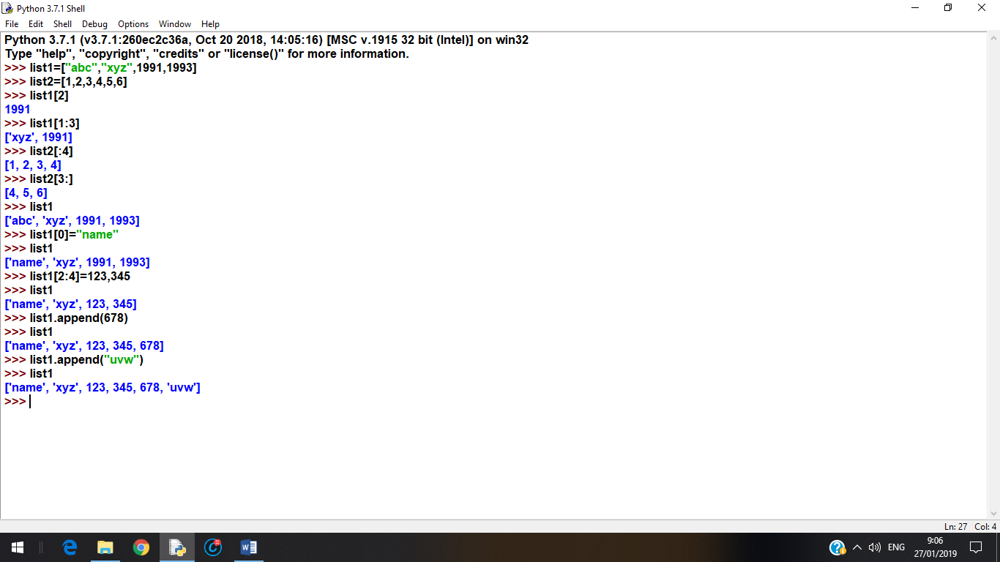 Python 3.7.1 Shell
File Edit Shell Debug Options Window Help
Python 3.7.1 (v3.7.1:260ec2c36a, Oct 20 2018, 14:05:16) [MSC v.1915 32 bit (Intel)] on win32
Type "help", "copyright", "credits" or "license()" for more information.
>>> list1=["abc","xyz",1991,1993]
>>> list2=[1,2,3,4,5,6]
>>> list1[2]
1991
>>> list1[1:3]
['xyz', 1991]
>>> list2[:4]
[1, 2, 3, 4]
>>> list2[3:]
[4, 5, 6]
>>> list1
['abc', 'xyz', 1991, 1993]
>>> list1[0]="name"
>>> list1
['name', 'xyz', 1991, 1993]
>>> list1[2:4]=123,345
>>> list1
['name', 'xyz', 123, 345]
>>> list1.append(678)
>>> list1
['name', 'xyz', 123, 345, 678]
>>> list1.append("uvw")
>>> list1
['name', 'xyz', 123, 345, 678, 'uvw']
>>>
Ln: 27 Col: 4
ENG
9:06
27/01/2019